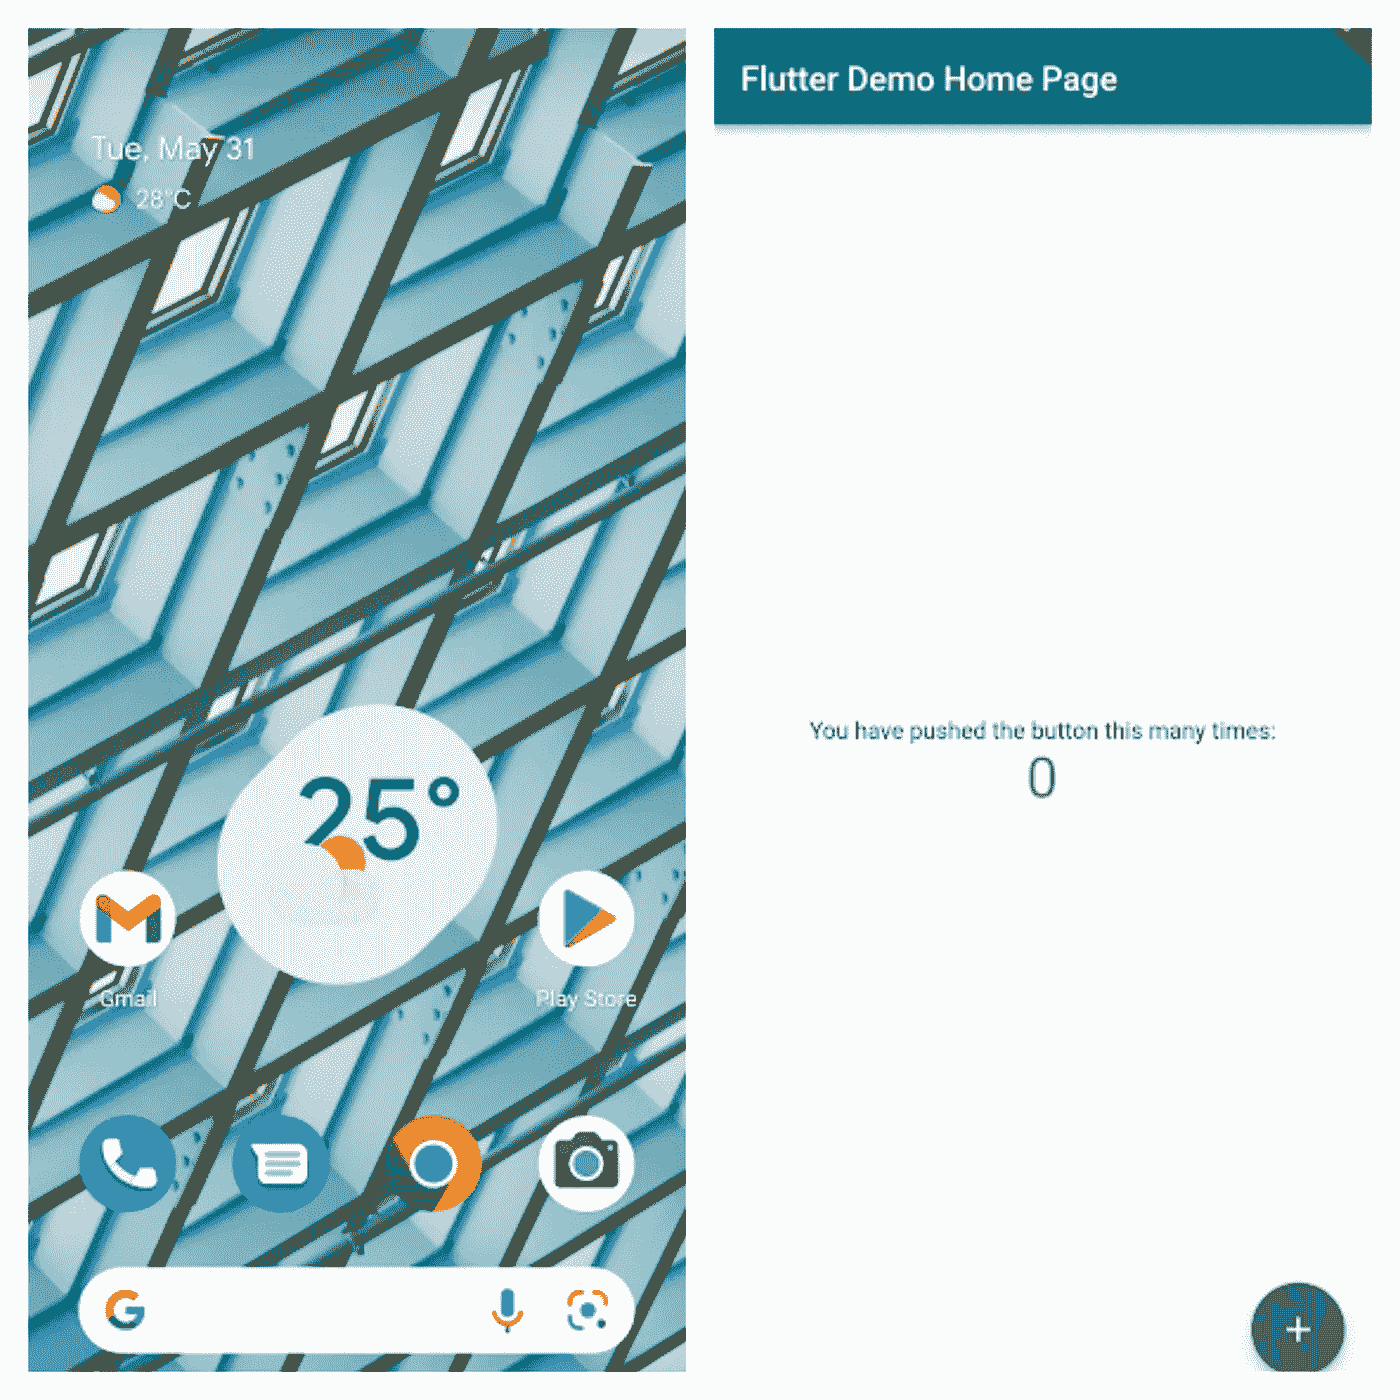 Tue, May 31
28°C
25°
Gmail
Play Store
Flutter Demo Home Page
You have pushed the button this many times:
0